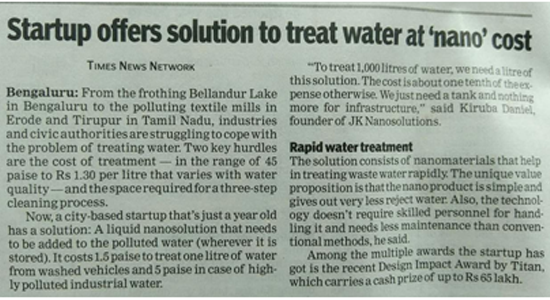 Startup offers solution to treat water at ‘nano’ cost
TIMES NEWS NETWORK
Bengaluru: From the frothing Bellandur Lake
in Bengaluru to the polluting textile mills in
Erode and Tirupur in Tamil Nadu, industries
and civic authorities are struggling to cope with
the problem of treating water. Two key hurdles
are the cost of treatment — in the range of 45
paise to Rs 1.30 per litre that varies with water
quality — and the space required for a three-step
cleaning process.
Now, a city-based startup that's just a year old
has a solution: A liquid nanosolution that needs
to be added to the polluted water (wherever it is
stored). It costs 1.5 paise to treat one litre of water
from washed vehicles and 5 paise in case of high-
ly polluted industrial water.
“To treat 1,000 litres of water, we need a litre of
this solution. The cost is about one tenth of the ex-
pense otherwise. We just need a tank and nothing
more for infrastructure,” said Kiruba Daniel,
founder of JK Nanosolutions.
Rapid water treatment
The solution consists of nanomaterials that help
in treating waste water rapidly. The unique value
proposition is that the nano product is simple and
gives out very less reject water. Also, the technol-
ogy doesn't require skilled personnel for hand-
ling it and needs less maintenance than conven-
tional methods, he said.
Among the multiple awards the startup has
got is the recent Design Impact Award by Titan,
which carries a cash prize of up to Rs 65 lakh.